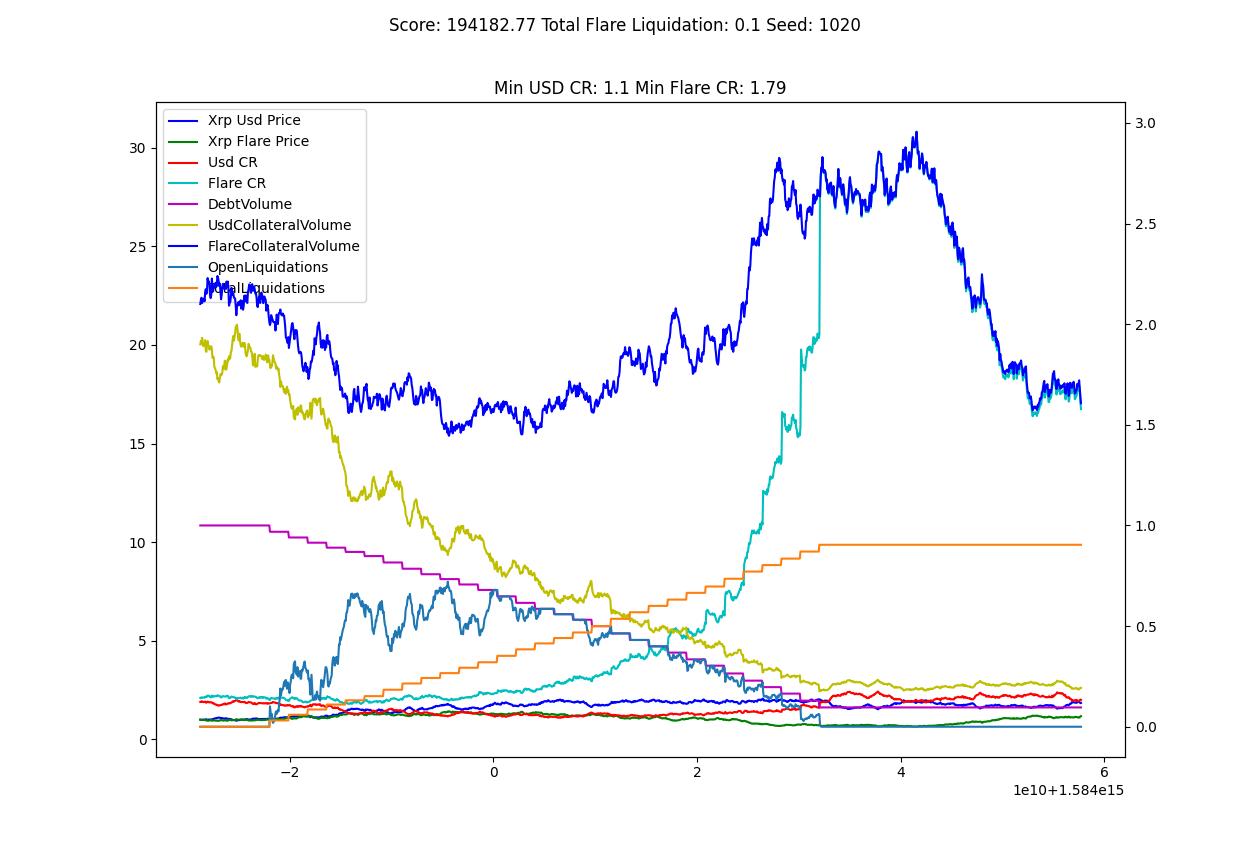 Score: 194182.77 Total Flare Liquidation: 0.1 Seed: 1020
Min USD CR: 1.1 Min Flare CR: 1.79
Xrp Usd Price
Xrp Flare Price
Usd CR
Flare CR
DebtVolume
UsdCollateralVolume
FlareCollateralVolume
OpenLiquidations
TotalLiquidations
30
25
20
15
10
5
0
3.0
2.5
2.0
1.5
1.0
0.5
0.0
−2
0
2
4
6
1e10+1.584e15